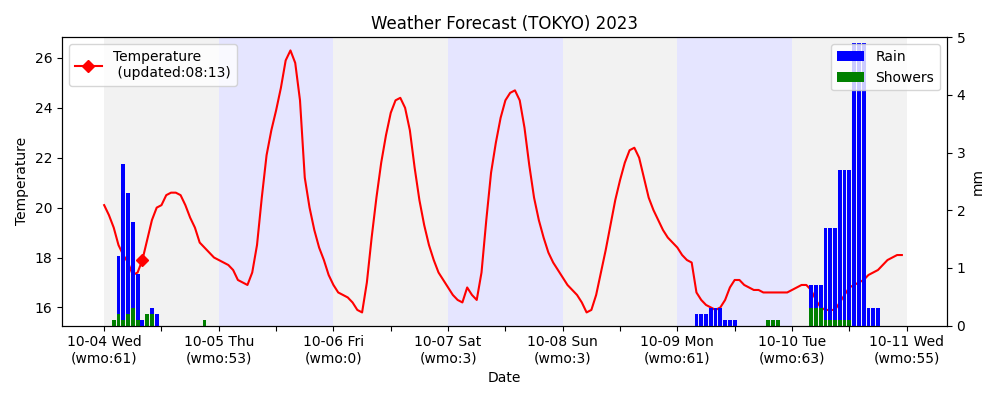 Weather Forecast (TOKYO) 2023
Temperature
(updated:08:13)
Rain
Showers
Temperature
26
24
22
20
18
16
mm
5
4
3
2
1
0
10-04 Wed
(wmo:61)
10-05 Thu
(wmo:53)
10-06 Fri
(wmo:0)
10-07 Sat
(wmo:3)
10-08 Sun
(wmo:3)
10-09 Mon
(wmo:61)
10-10 Tue
(wmo:63)
10-11 Wed
(wmo:55)
Date